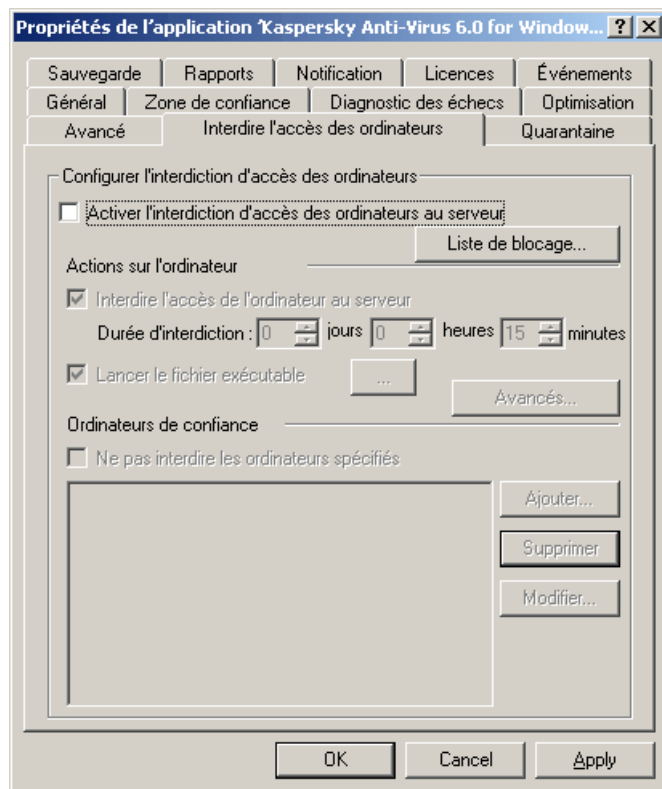 Propriétés de l'application 'Kaspersky Anti-Virus 6.0 for Window... ? X
Sauvegarde Rapports Notification Licences Événements
Général Zone de confiance Diagnostic des échecs Optimisation
Avancé Interdire l'accès des ordinateurs Quarantaine
Configurer l'interdiction d'accès des ordinateurs
Activer l'interdiction d'accès des ordinateurs au serveur
Liste de blocage...
Actions sur l'ordinateur
Interdire l'accès de l'ordinateur au serveur
Durée d'interdiction : 0 jours 0 heures 15 minutes
Lancer le fichier exécutable ...
Avancés...
Ordinateurs de confiance
Ne pas interdire les ordinateurs spécifiés
Ajouter...
Supprimer
Modifier...
OK Cancel Apply